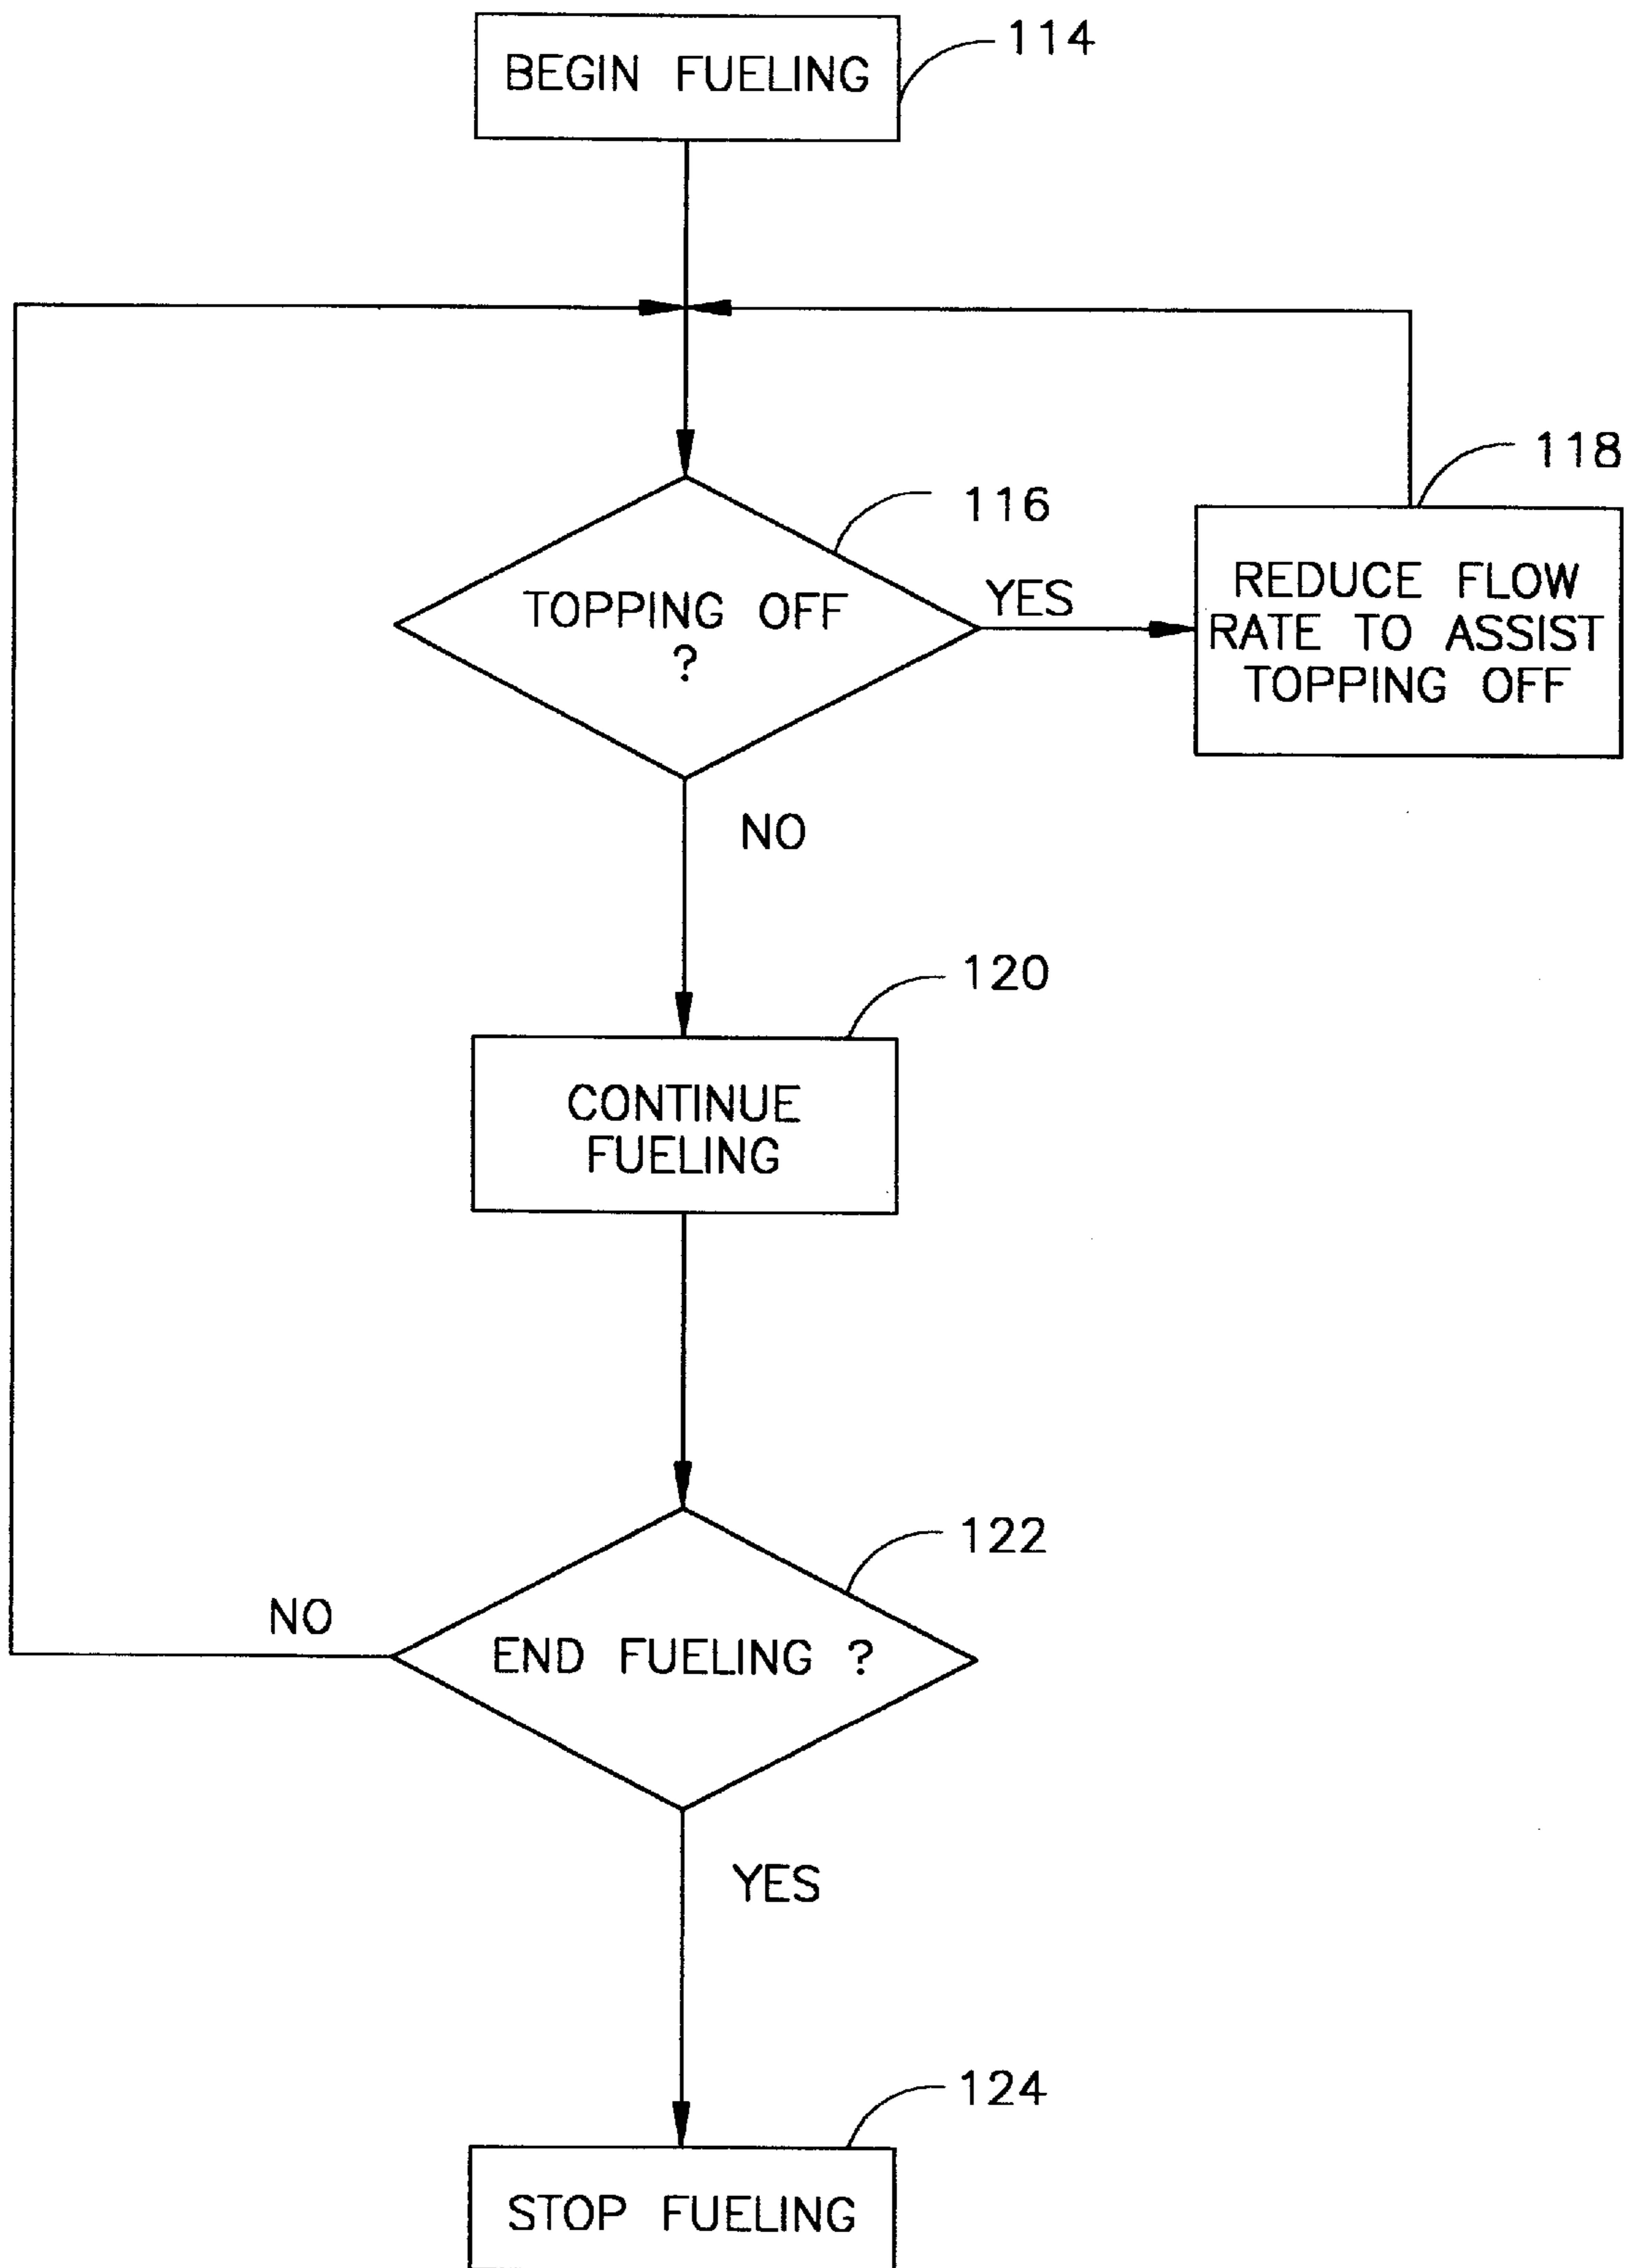 BEGIN FUELING
114
116
TOPPING OFF
?
YES
118
REDUCE FLOW
RATE TO ASSIST
TOPPING OFF
NO
120
CONTINUE
FUELING
122
END FUELING ?
NO
YES
124
STOP FUELING